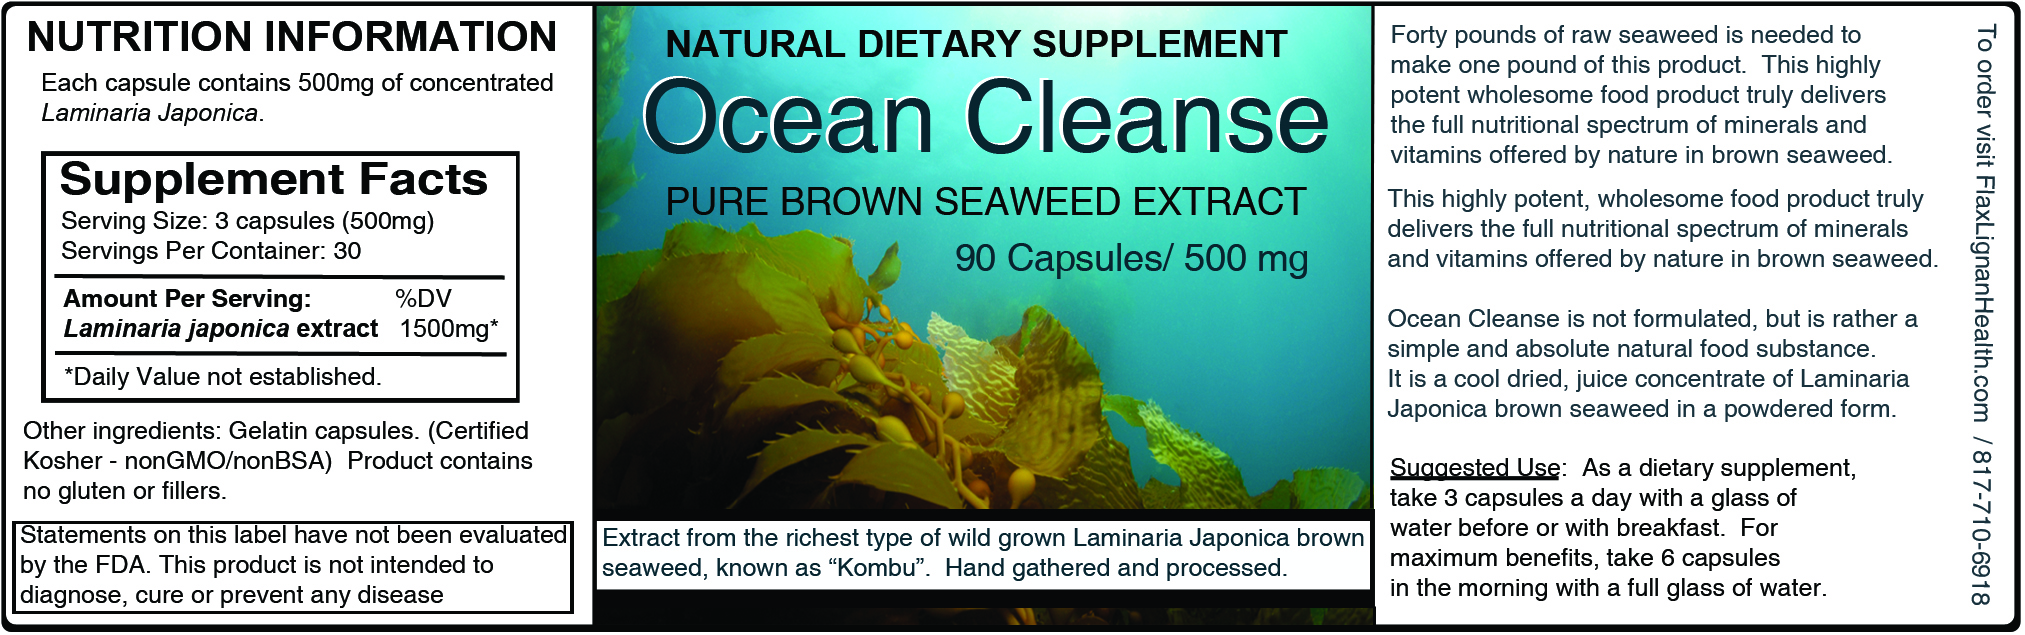 NUTRITION INFORMATION
Each capsule contains 500mg of concentrated
Laminaria Japonica.
Supplement Facts
Serving Size: 3 capsules (500mg)
Servings Per Container: 30
Amount Per Serving: %DV
Laminaria japonica extract 1500mg*
*Daily Value not established.
Other ingredients: Gelatin capsules. (Certified
Kosher - nonGMO/nonBSA)  Product contains
no gluten or fillers.
Statements on this label have not been evaluated
by the FDA. This product is not intended to
diagnose, cure or prevent any disease
NATURAL DIETARY SUPPLEMENT
Ocean Cleanse
PURE BROWN SEAWEED EXTRACT
90 Capsules/ 500 mg
Extract from the richest type of wild grown Laminaria Japonica brown
seaweed, known as “Kombu”.  Hand gathered and processed.
Forty pounds of raw seaweed is needed to
make one pound of this product.  This highly
potent wholesome food product truly delivers
the full nutritional spectrum of minerals and
vitamins offered by nature in brown seaweed.
This highly potent, wholesome food product truly
delivers the full nutritional spectrum of minerals
and vitamins offered by nature in brown seaweed.
Ocean Cleanse is not formulated, but is rather a
simple and absolute natural food substance.
It is a cool dried, juice concentrate of Laminaria
Japonica brown seaweed in a powdered form.
Suggested Use:  As a dietary supplement,
take 3 capsules a day with a glass of
water before or with breakfast.  For
maximum benefits, take 6 capsules
in the morning with a full glass of water.
To order visit FlaxLignanHealth.com / 817-710-6918